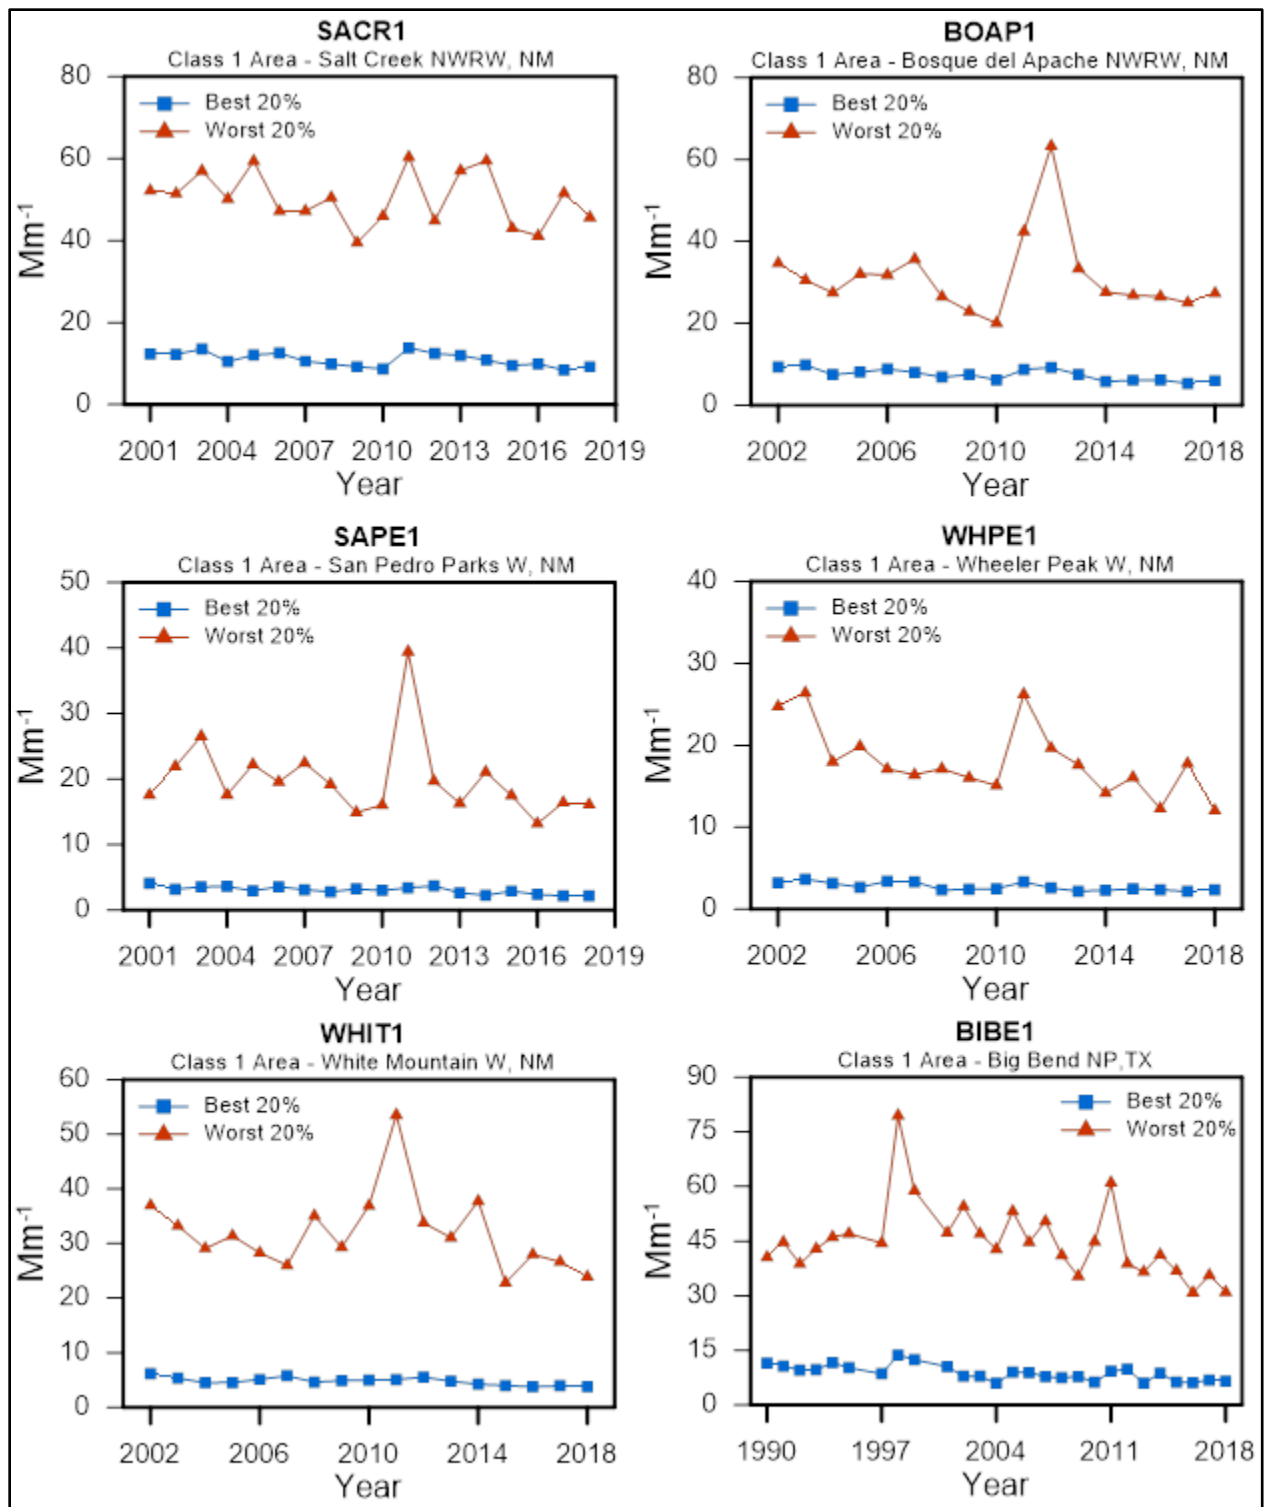 SACR1
Class 1 Area - Salt Creek NWRW, NM
Best 20%
Worst 20%
80
60
40
20
0
Mm-1
2001 2004 2007 2010 2013 2016 2019
Year
BOAP1
Class 1 Area - Bosque del Apache NWRW, NM
Best 20%
Worst 20%
80
60
40
20
0
Mm-1
2002 2006 2010 2014 2018
Year
SAPE1
Class 1 Area - San Pedro Parks W, NM
Best 20%
Worst 20%
50
40
30
20
10
0
Mm-1
2001 2004 2007 2010 2013 2016 2019
Year
WHPE1
Class 1 Area - Wheeler Peak W, NM
Best 20%
Worst 20%
40
30
20
10
0
Mm-1
2002 2006 2010 2014 2018
Year
WHIT1
Class 1 Area - White Mountain W, NM
Best 20%
Worst 20%
60
50
40
30
20
10
0
Mm-1
2002 2006 2010 2014 2018
Year
BIBE1
Class 1 Area - Big Bend NP,TX
Best 20%
Worst 20%
90
75
60
45
30
15
0
Mm-1
1990 1997 2004 2011 2018
Year